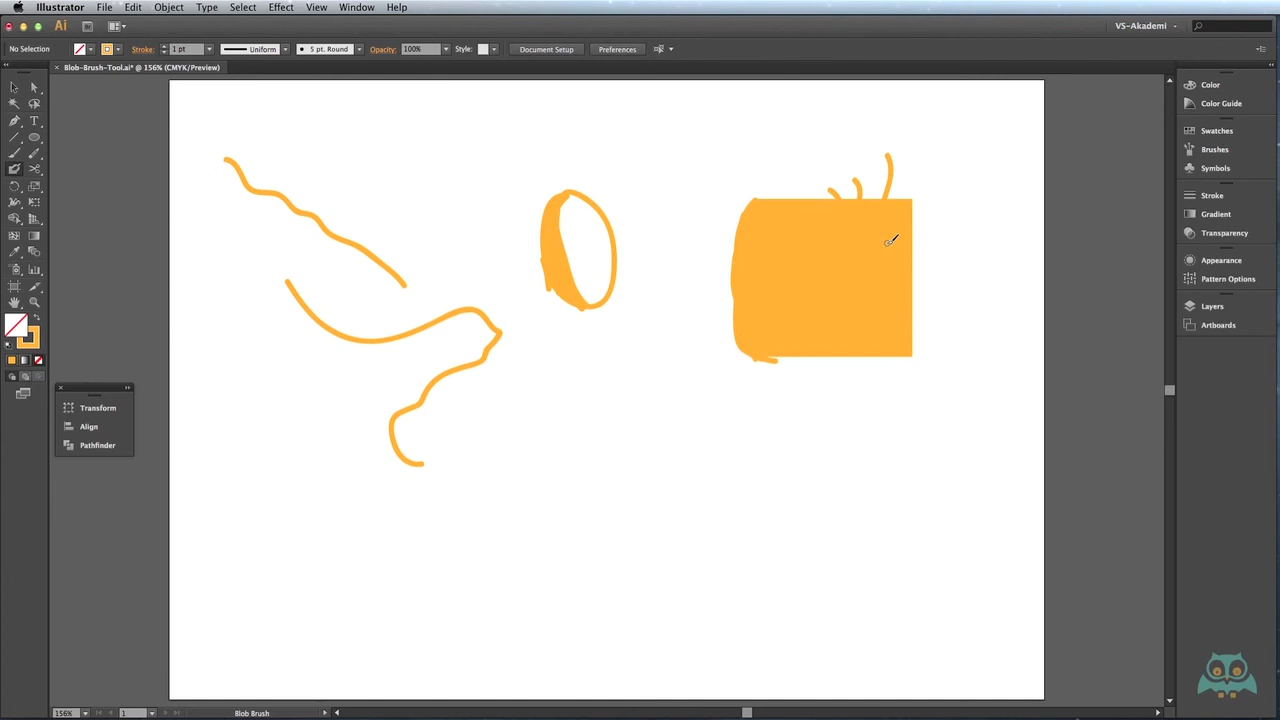 Illustrator File Edit Object Type Select Effect View Window Help
Ai VS-Akademi
No Selection Stroke: 1 pt Uniform 5 pt. Round Opacity: 100% Style: Document Setup Preferences
Blob-Brush-Tool.ai* @ 156% (CMYK/Preview)
Color
Color Guide
Swatches
Brushes
Symbols
Stroke
Gradient
Transparency
Appearance
Pattern Options
Layers
Artboards
Transform
Align
Pathfinder
156% 1 Blob Brush